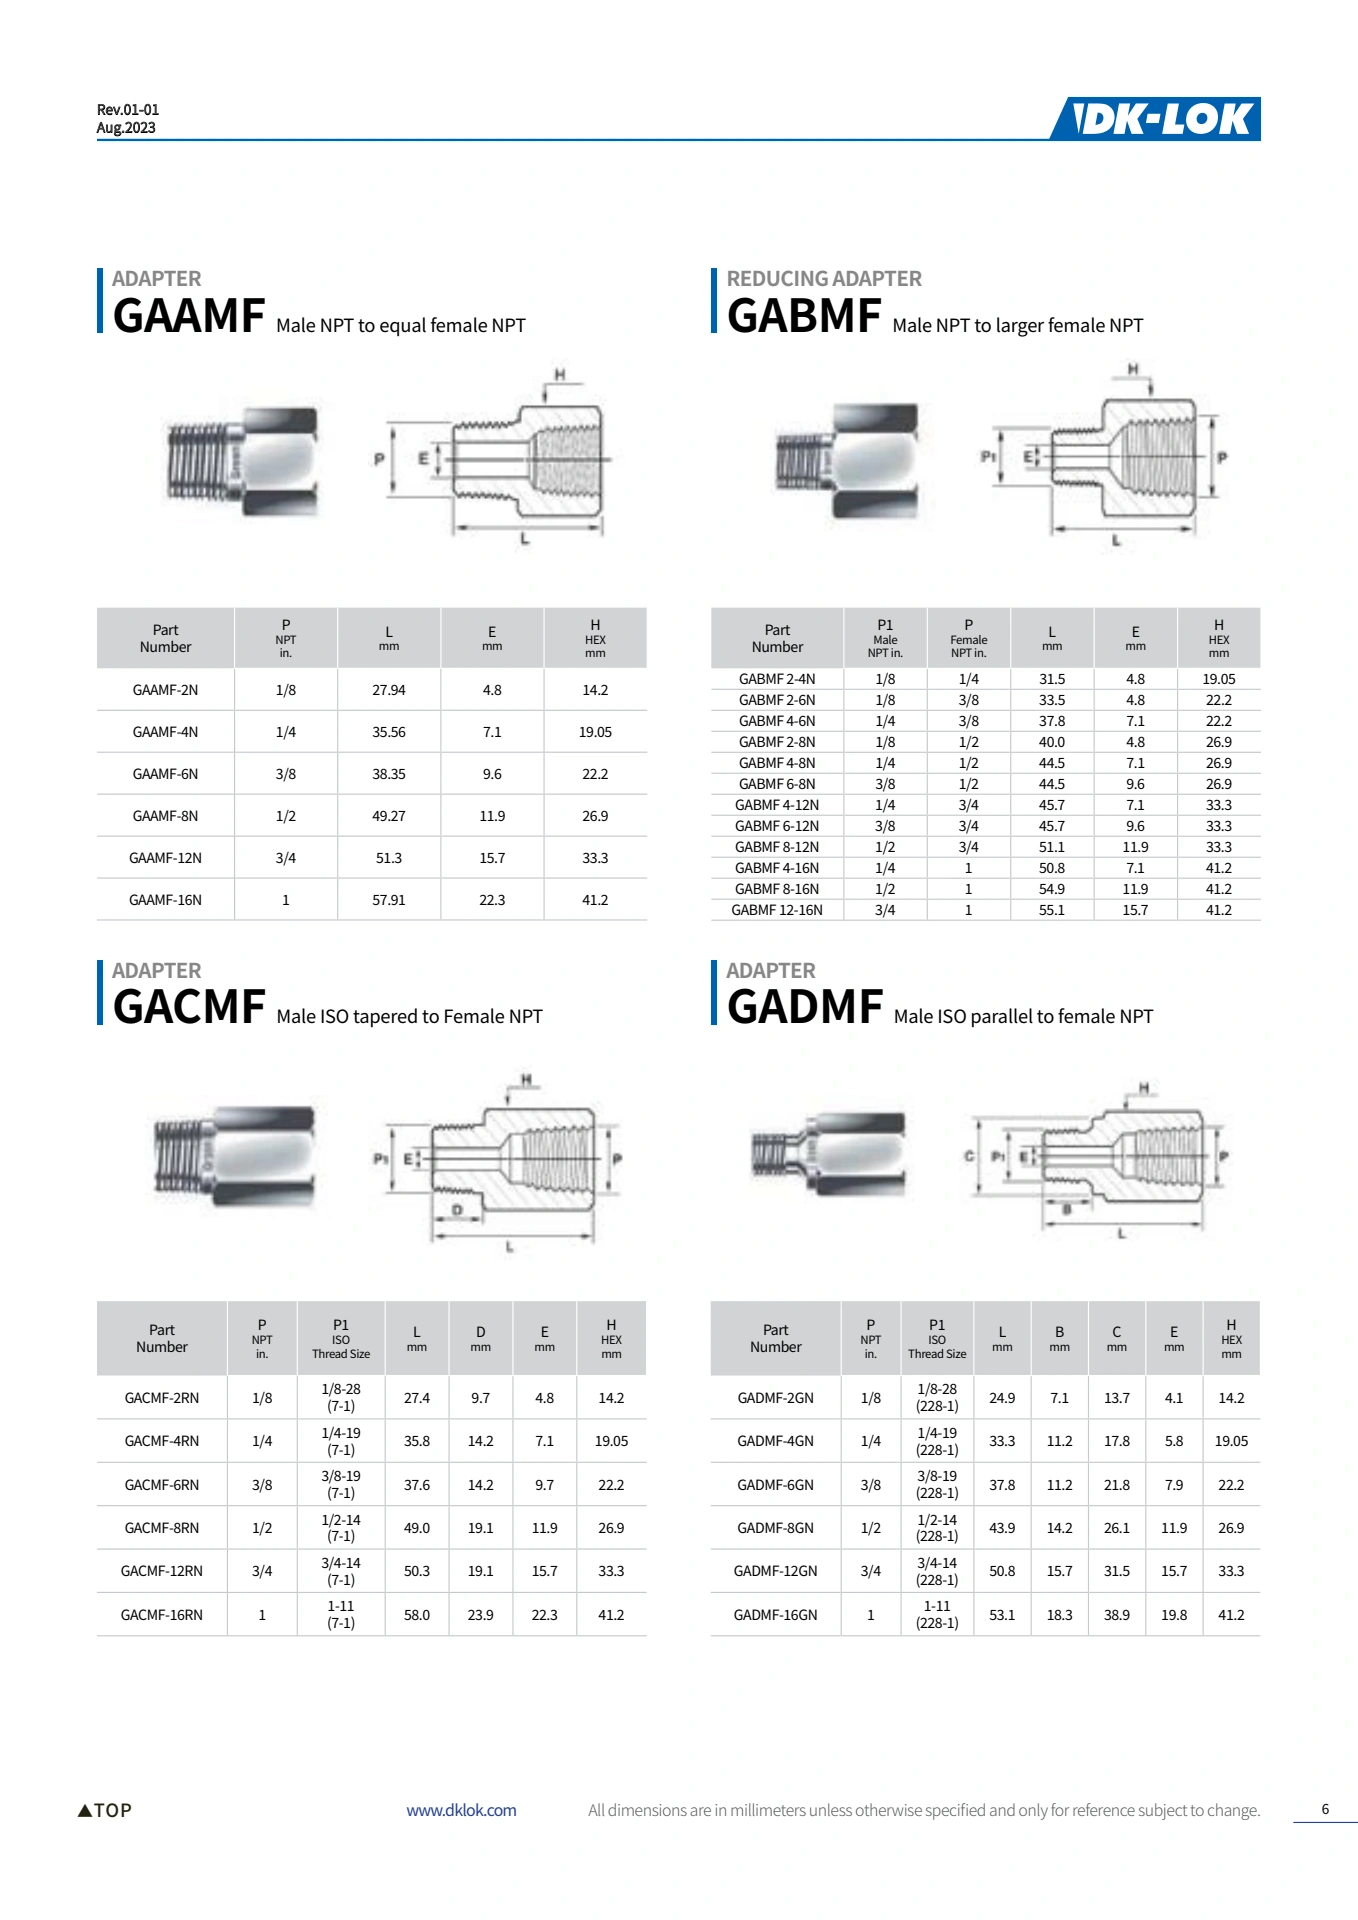 Rev.01-01
Aug.2023
DK-LOK
ADAPTER
GAAMF Male NPT to equal female NPT
H
P
E
L
Part Number P NPT in. L mm E mm H HEX mm
GAAMF-2N 1/8 27.94 4.8 14.2
GAAMF-4N 1/4 35.56 7.1 19.05
GAAMF-6N 3/8 38.35 9.6 22.2
GAAMF-8N 1/2 49.27 11.9 26.9
GAAMF-12N 3/4 51.3 15.7 33.3
GAAMF-16N 1 57.91 22.3 41.2
REDUCING ADAPTER
GABMF Male NPT to larger female NPT
H
P1
E
P
L
Part Number P1 Male NPT in. P Female NPT in. L mm E mm H HEX mm
GABMF 2-4N 1/8 1/4 31.5 4.8 19.05
GABMF 2-6N 1/8 3/8 33.5 4.8 22.2
GABMF 4-6N 1/4 3/8 37.8 7.1 22.2
GABMF 2-8N 1/8 1/2 40.0 4.8 26.9
GABMF 4-8N 1/4 1/2 44.5 7.1 26.9
GABMF 6-8N 3/8 1/2 44.5 9.6 26.9
GABMF 4-12N 1/4 3/4 45.7 7.1 33.3
GABMF 6-12N 3/8 3/4 45.7 9.6 33.3
GABMF 8-12N 1/2 3/4 51.1 11.9 33.3
GABMF 4-16N 1/4 1 50.8 7.1 41.2
GABMF 8-16N 1/2 1 54.9 11.9 41.2
GABMF 12-16N 3/4 1 55.1 15.7 41.2
ADAPTER
GACMF Male ISO tapered to Female NPT
H
P1
E
P
D
L
Part Number P NPT in. P1 ISO Thread Size L mm D mm E mm H HEX mm
GACMF-2RN 1/8 1/8-28 (7-1) 27.4 9.7 4.8 14.2
GACMF-4RN 1/4 1/4-19 (7-1) 35.8 14.2 7.1 19.05
GACMF-6RN 3/8 3/8-19 (7-1) 37.6 14.2 9.7 22.2
GACMF-8RN 1/2 1/2-14 (7-1) 49.0 19.1 11.9 26.9
GACMF-12RN 3/4 3/4-14 (7-1) 50.3 19.1 15.7 33.3
GACMF-16RN 1 1-11 (7-1) 58.0 23.9 22.3 41.2
ADAPTER
GADMF Male ISO parallel to female NPT
H
C
P1
E
P
B
L
Part Number P NPT in. P1 ISO Thread Size L mm B mm C mm E mm H HEX mm
GADMF-2GN 1/8 1/8-28 (228-1) 24.9 7.1 13.7 4.1 14.2
GADMF-4GN 1/4 1/4-19 (228-1) 33.3 11.2 17.8 5.8 19.05
GADMF-6GN 3/8 3/8-19 (228-1) 37.8 11.2 21.8 7.9 22.2
GADMF-8GN 1/2 1/2-14 (228-1) 43.9 14.2 26.1 11.9 26.9
GADMF-12GN 3/4 3/4-14 (228-1) 50.8 15.7 31.5 15.7 33.3
GADMF-16GN 1 1-11 (228-1) 53.1 18.3 38.9 19.8 41.2
▲TOP
www.dklok.com
All dimensions are in millimeters unless otherwise specified and only for reference subject to change.
6